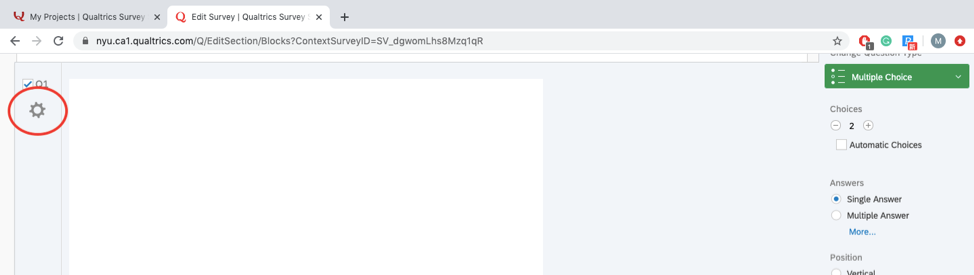 My Projects | Qualtrics Survey
Edit Survey | Qualtrics Survey
nyu.ca1.qualtrics.com/Q/EditSection/Blocks?ContextSurveyID=SV_dgwomLhs8Mzq1qR
1
M
Change Question Type
Q1
Multiple Choice
Choices
2
Automatic Choices
Answers
Single Answer
Multiple Answer
More...
Position
Vertical